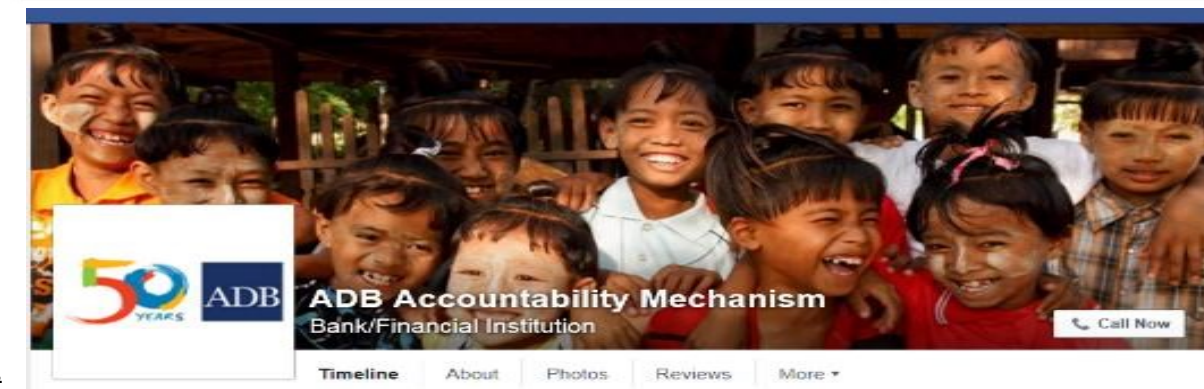 50
YEARS
ADB
ADB Accountability Mechanism
Bank/Financial Institution
Call Now
Timeline About Photos Reviews More